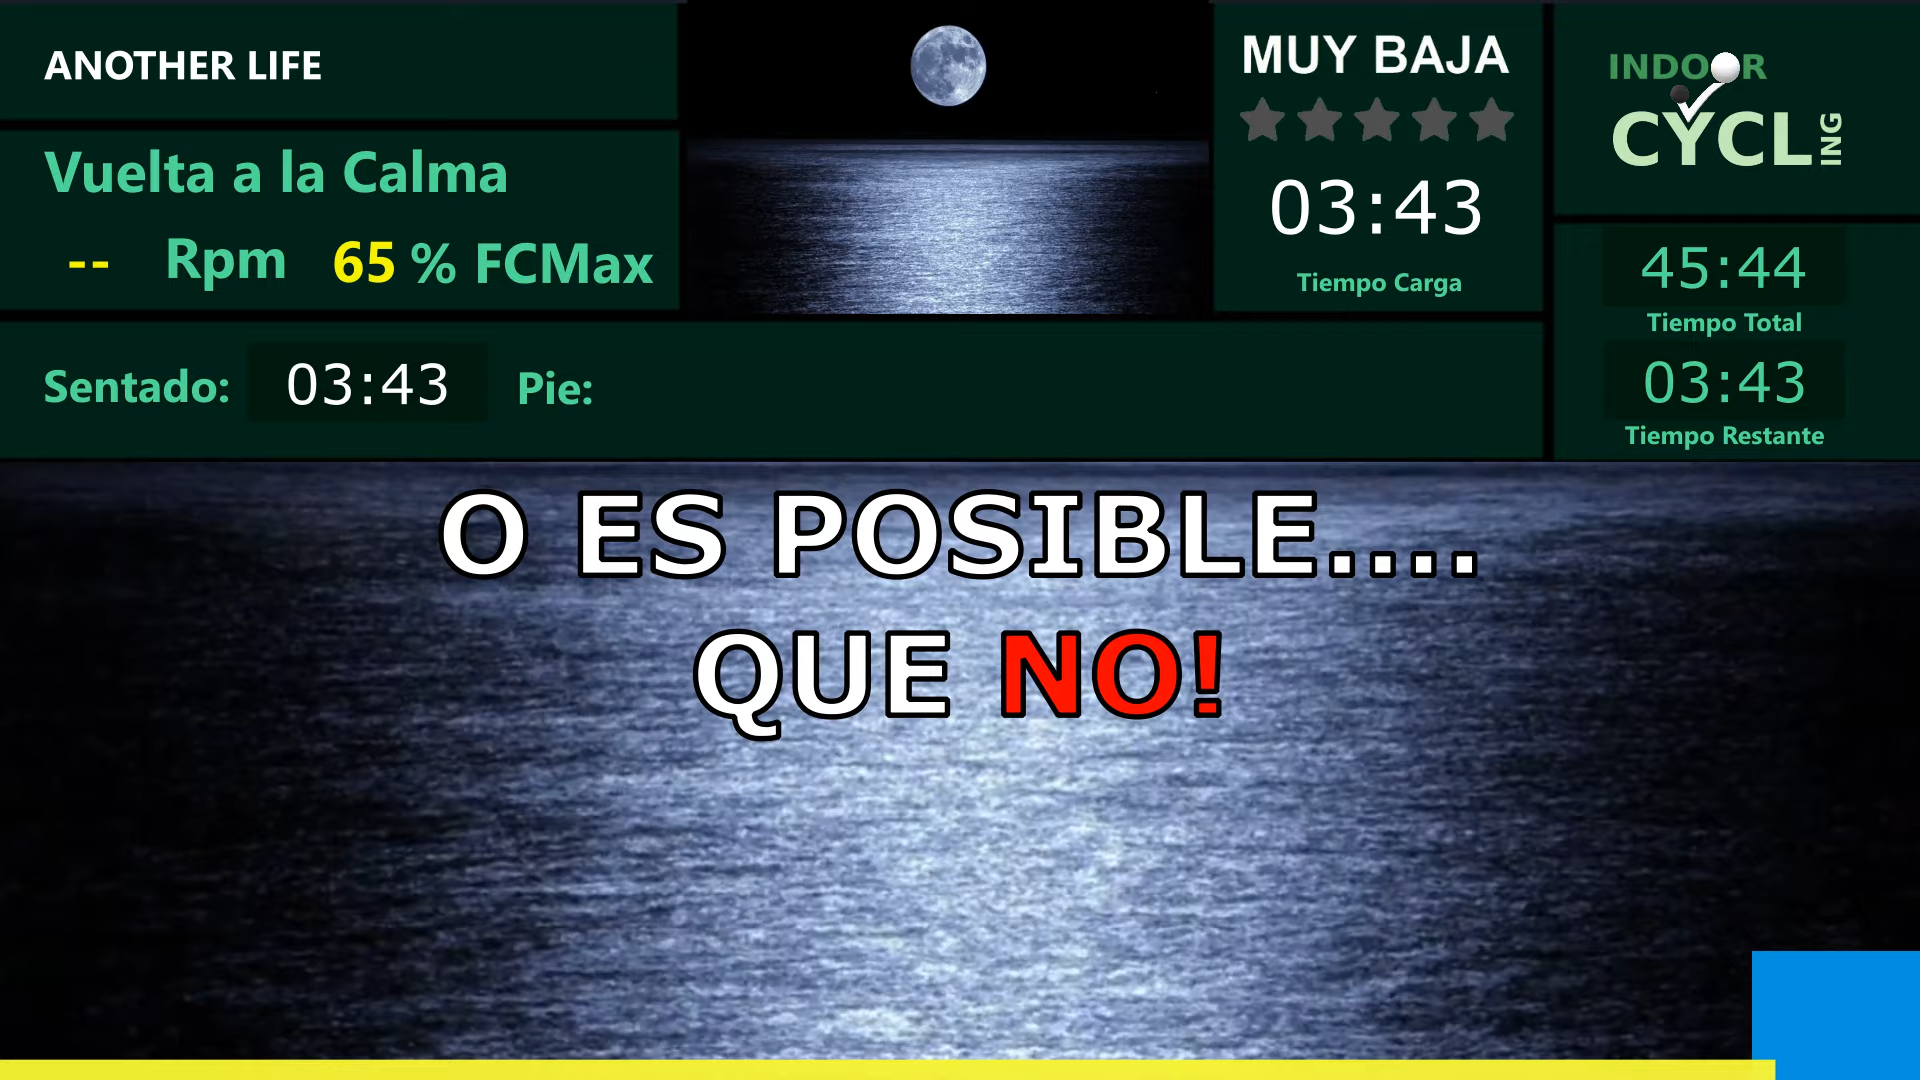 ANOTHER LIFE
Vuelta a la Calma
-- Rpm 65 % FCMax
MUY BAJA
03:43
Tiempo Carga
INDOOR
CYCLING
45:44
Tiempo Total
03:43
Tiempo Restante
Sentado: 03:43 Pie:
O ES POSIBLE....
QUE NO!